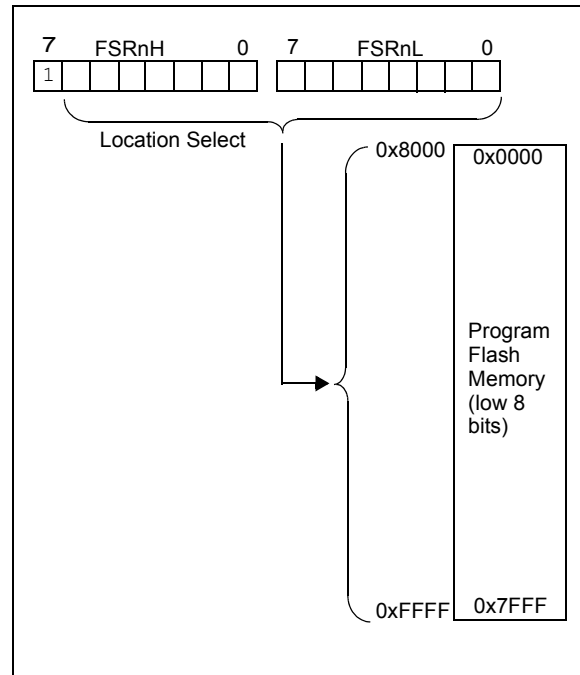 7 FSRnH 0 7 FSRnL 0
1
Location Select
0x8000 0x0000
Program
Flash
Memory
(low 8
bits)
0xFFFF 0x7FFF